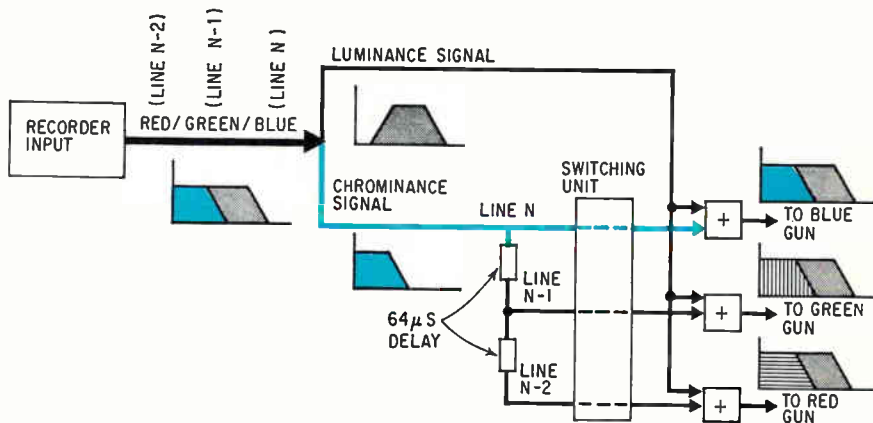 (LINE N-2)
(LINE N-1)
(LINE N)
RECORDER
INPUT
RED/GREEN/BLUE
LUMINANCE SIGNAL
CHROMINANCE
SIGNAL
LINE N
SWITCHING
UNIT
LINE
N-1
64μS
DELAY
LINE
N-2
+
TO BLUE
GUN
+
TO GREEN
GUN
+
TO RED
GUN